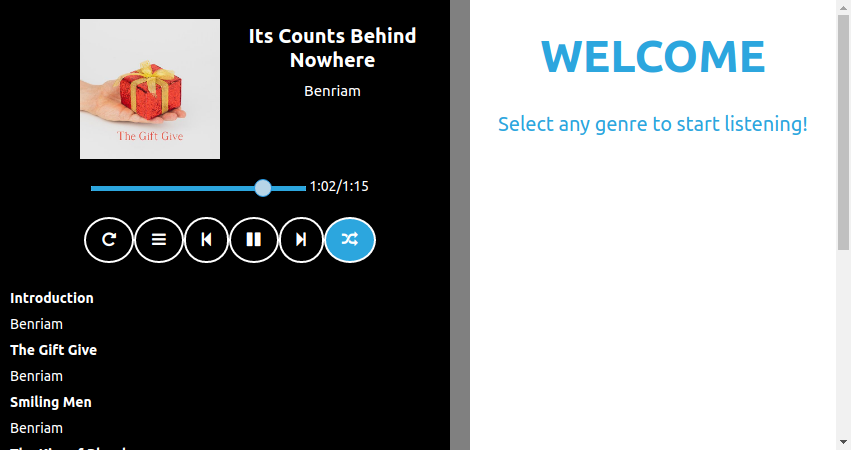 Its Counts Behind
Nowhere
Benriam
The Gift Give
1:02/1:15
Introduction
Benriam
The Gift Give
Benriam
Smiling Men
Benriam
WELCOME
Select any genre to start listening!